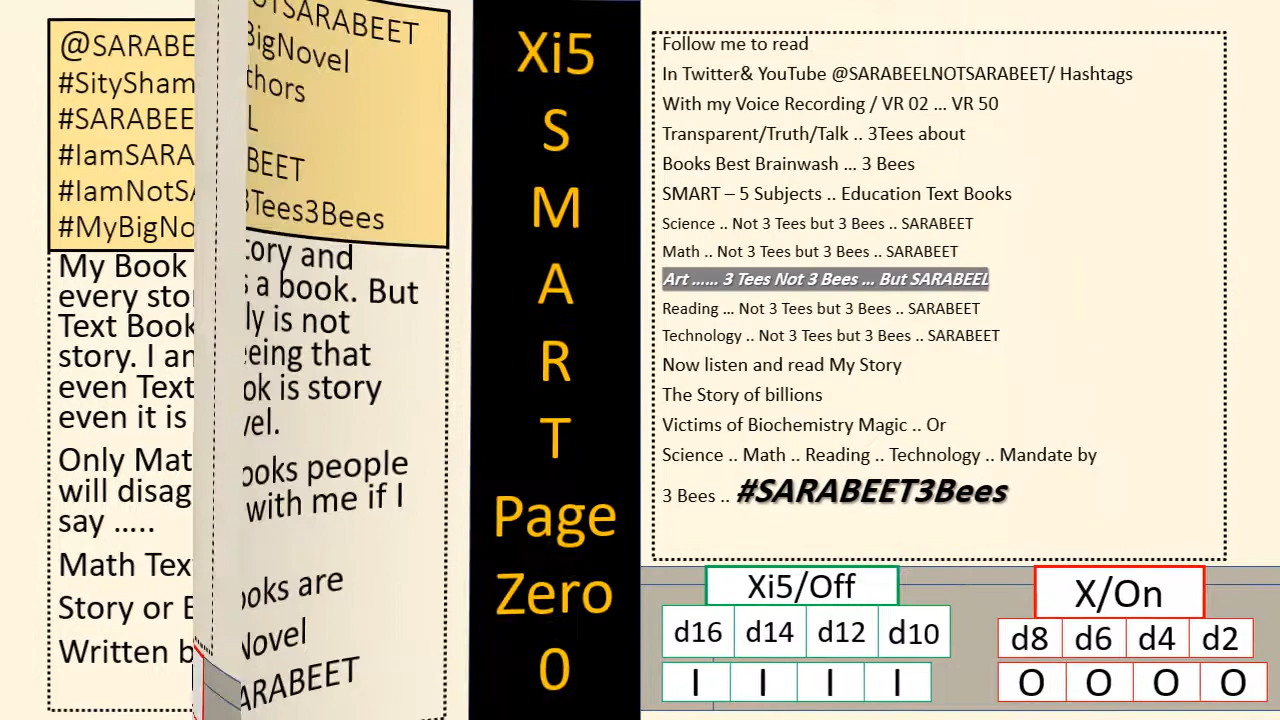 @SARABE
#SitySham
#SARABEE
#IamSARA
#IamNotSA
#MyBigNo
My Book
every sto
Text Book
story. I an
even Text
even it is
Only Mat
will disag
say …..
Math Tex
Story or B
Written b
OTSARABEET
BigNovel
thors
L
BEET
3Tees3Bees
tory and
s a book. But
ly is not
eeing that
ok is story
vel.
ooks people
with me if I
ooks are
Novel
ARABEET
Xi5
S
M
A
R
T
Page
Zero
0
Follow me to read
In Twitter& YouTube @SARABEELNOTSARABEET/ Hashtags
With my Voice Recording / VR 02 … VR 50
Transparent/Truth/Talk .. 3Tees about
Books Best Brainwash … 3 Bees
SMART – 5 Subjects .. Education Text Books
Science .. Not 3 Tees but 3 Bees .. SARABEET
Math .. Not 3 Tees but 3 Bees .. SARABEET
Art …… 3 Tees Not 3 Bees … But SARABEEL
Reading … Not 3 Tees but 3 Bees .. SARABEET
Technology .. Not 3 Tees but 3 Bees .. SARABEET
Now listen and read My Story
The Story of billions
Victims of Biochemistry Magic .. Or
Science .. Math .. Reading .. Technology .. Mandate by
3 Bees .. #SARABEET3Bees
Xi5/Off
d16 d14 d12 d10
I I I I
X/On
d8 d6 d4 d2
O O O O